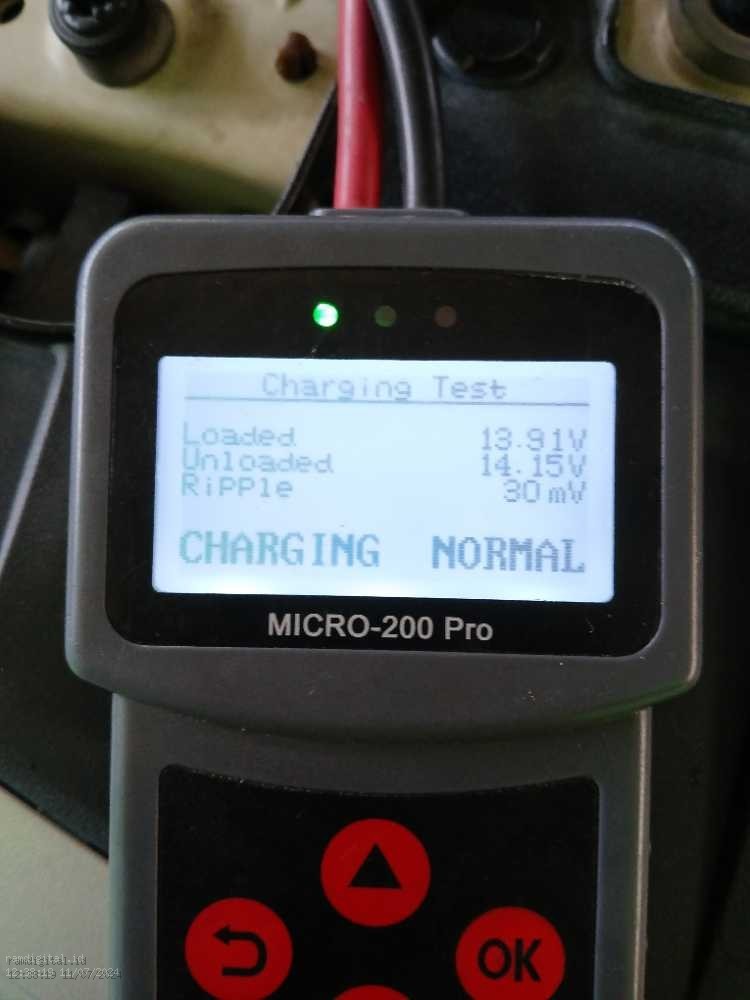 Charging Test
Loaded 13.91V
Unloaded 14.15V
Ripple 30mV
CHARGING NORMAL
MICRO-200 Pro
OK
ramdigital.id
12:38:19 11/07/2024